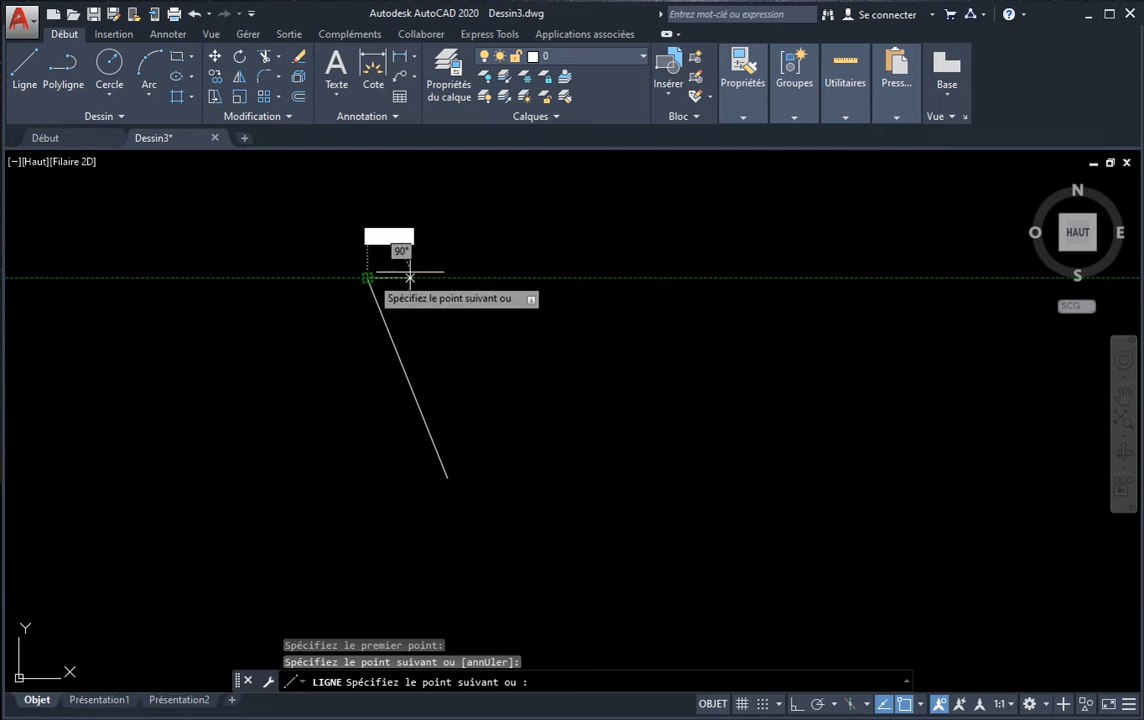 A Autodesk AutoCAD 2020 Dessin3.dwg Entrez mot-clé ou expression Se connecter ?
Début Insertion Annoter Vue Gérer Sortie Compléments Collaborer Express Tools Applications associées
0
Ligne Polyligne Cercle Arc A Texte Cote Propriétés du calque Insérer Propriétés Groupes Utilitaires Press... Base
Dessin Modification Annotation Calques Bloc Vue
Début Dessin3* +
[−][Haut][Filaire 2D]
N
O HAUT E
S
SCG
90°
Spécifiez le point suivant ou
Y
X
Spécifiez le premier point:
Spécifiez le point suivant ou [annUler]:
LIGNE Spécifiez le point suivant ou :
Objet Présentation1 Présentation2 + OBJET 1:1